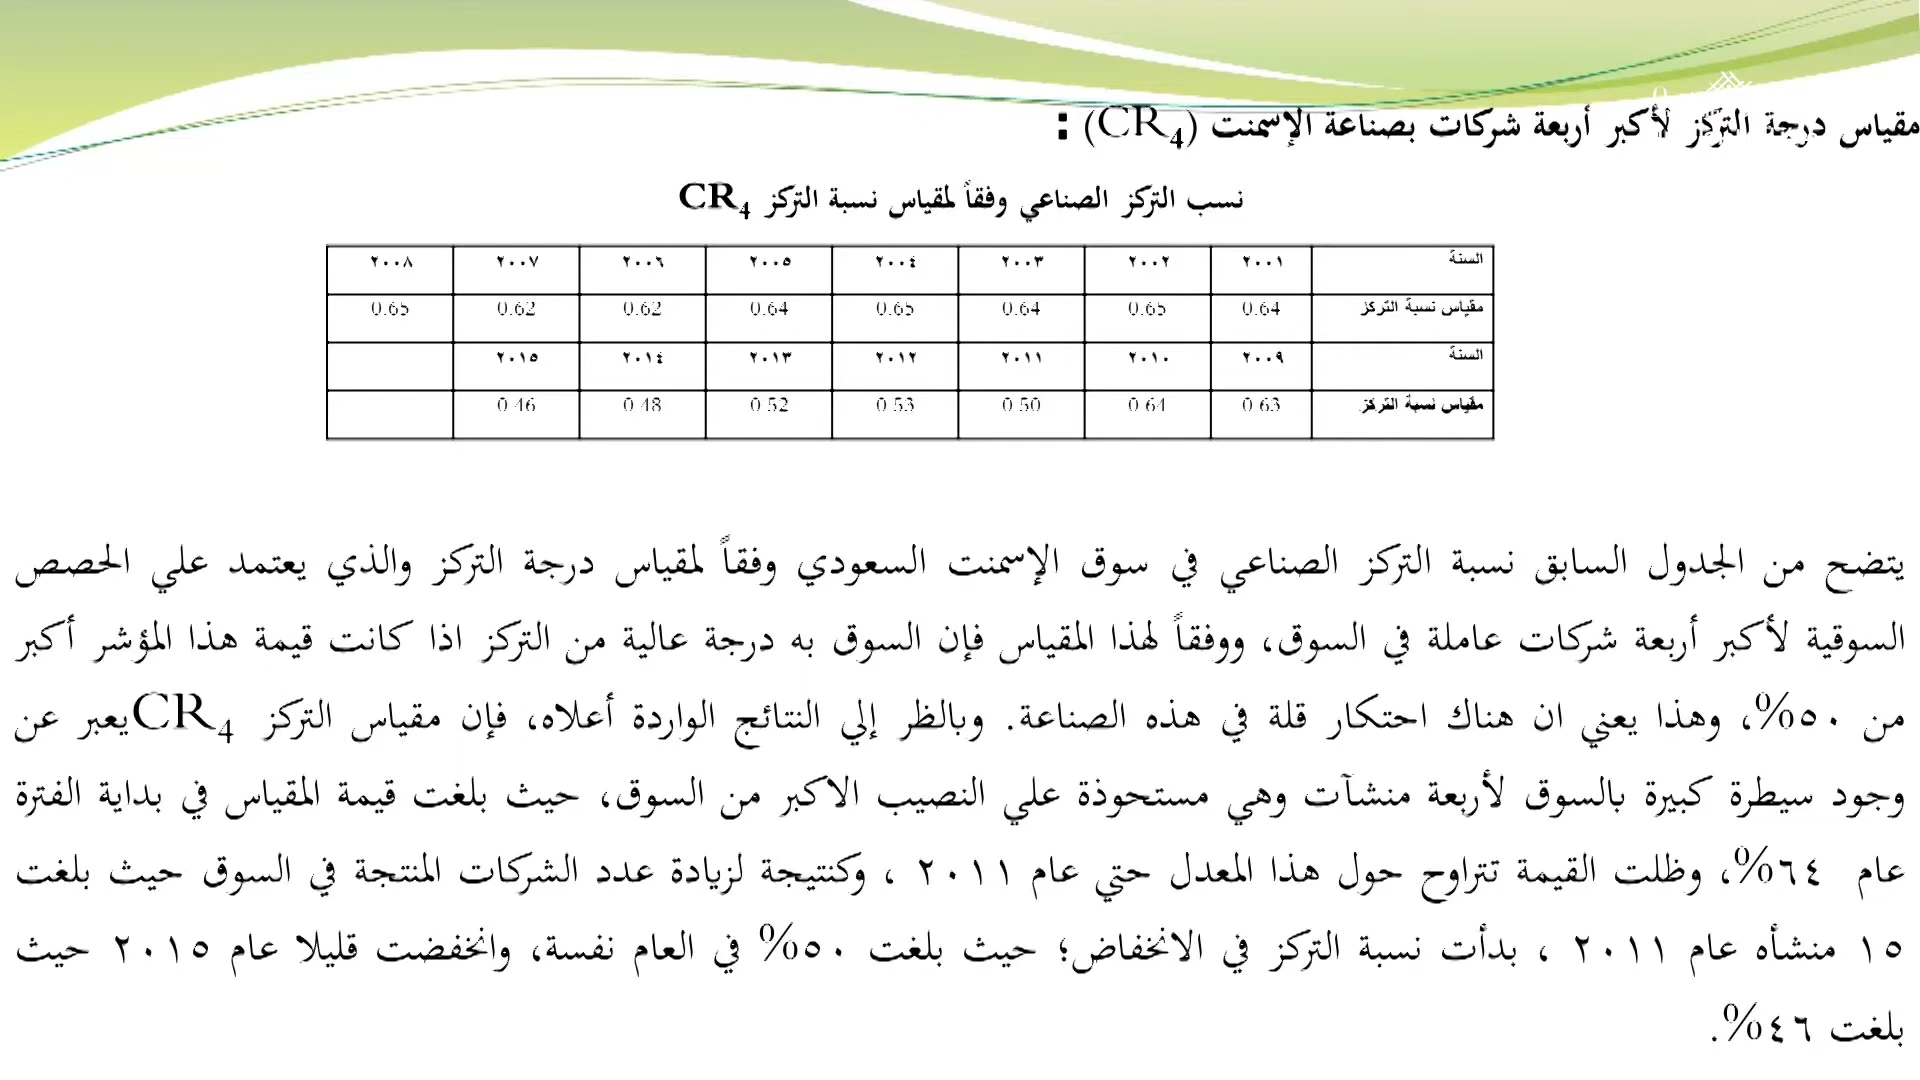 مقياس درجة التركز لأكبر أربعة شركات بصناعة الإسمنت (CR4) :
نسب التركز الصناعي وفقاً لمقياس نسبة التركز CR4
السنة ٢٠٠١ ٢٠٠٢ ٢٠٠٣ ٢٠٠٤ ٢٠٠٥ ٢٠٠٦ ٢٠٠٧ ٢٠٠٨
مقياس نسبة التركز 0.64 0.65 0.64 0.65 0.64 0.62 0.62 0.65
السنة ٢٠٠٩ ٢٠١٠ ٢٠١١ ٢٠١٢ ٢٠١٣ ٢٠١٤ ٢٠١٥
مقياس نسبة التركز 0.63 0.64 0.50 0.53 0.52 0.48 0.46
يتضح من الجدول السابق نسبة التركز الصناعي في سوق الإسمنت السعودي وفقاً لمقياس درجة التركز والذي يعتمد علي الحصص
السوقية لأكبر أربعة شركات عاملة في السوق، ووفقاً لهذا المقياس فإن السوق به درجة عالية من التركز اذا كانت قيمة هذا المؤشر أكبر
من ٥٠%، وهذا يعني ان هناك احتكار قلة في هذه الصناعة. وبالظر إلي النتائج الواردة أعلاه، فإن مقياس التركز CR4يعبر عن
وجود سيطرة كبيرة بالسوق لأربعة منشآت وهي مستحوذة علي النصيب الاكبر من السوق، حيث بلغت قيمة المقياس في بداية الفترة
عام ٦٤%، وظلت القيمة تتراوح حول هذا المعدل حتي عام ٢٠١١ ، وكنتيجة لزيادة عدد الشركات المنتجة في السوق حيث بلغت
١٥ منشأه عام ٢٠١١ ، بدأت نسبة التركز في الانخفاض؛ حيث بلغت ٥٠% في العام نفسة، وانخفضت قليلا عام ٢٠١٥ حيث
بلغت ٤٦%.